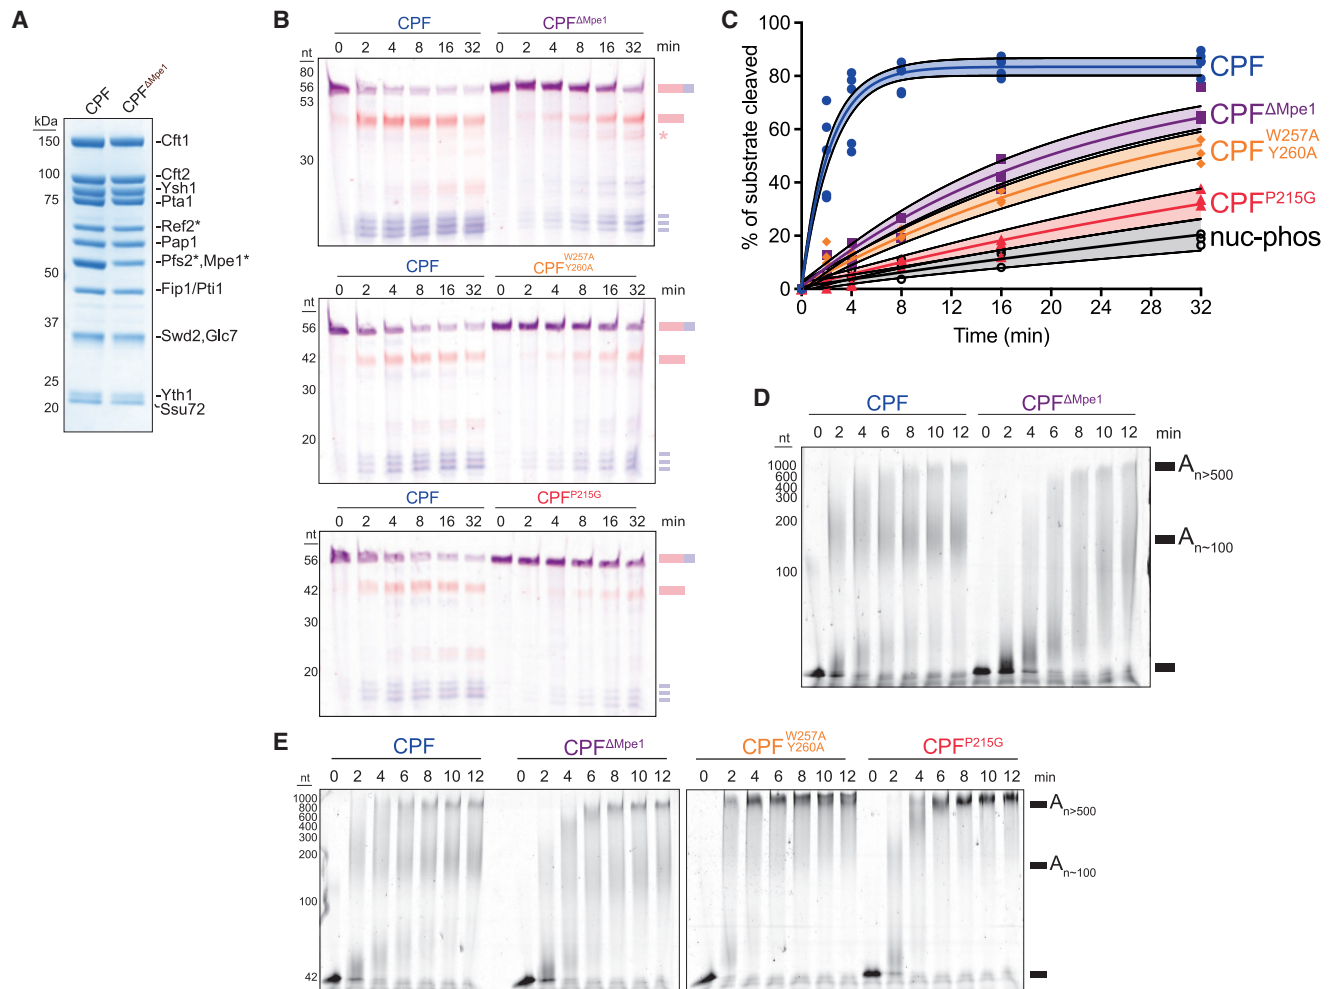 A
CPF CPFΔMpe1
kDa
150 -Cft1
100 -Cft2
-Ysh1
75 -Pta1
-Ref2*
-Pap1
50 -Pfs2*,Mpe1*
-Fip1/Pti1
37
-Swd2,Glc7
25 -Yth1
20 Ssu72
B
CPF CPFΔMpe1
nt 0 2 4 8 16 32 0 2 4 8 16 32 min
80
56
53
*
30
CPF CPF W257A Y260A
nt 0 2 4 8 16 32 0 2 4 8 16 32 min
56
42
30
20
CPF CPFP215G
nt 0 2 4 8 16 32 0 2 4 8 16 32 min
56
42
30
20
C
% of substrate cleaved
100
80
60
40
20
0
0 4 8 12 16 20 24 28 32
Time (min)
CPF
CPFΔMpe1
CPF W257A Y260A
CPFP215G
nuc-phos
D
CPF CPFΔMpe1
nt 0 2 4 6 8 10 12 0 2 4 6 8 10 12 min
1000 An>500
600
400
300
200 An~100
100
E
CPF CPFΔMpe1 CPF W257A Y260A CPFP215G
nt 0 2 4 6 8 10 12 0 2 4 6 8 10 12 0 2 4 6 8 10 12 0 2 4 6 8 10 12 min
1000
800 An>500
600
400
300
200 An~100
100
42